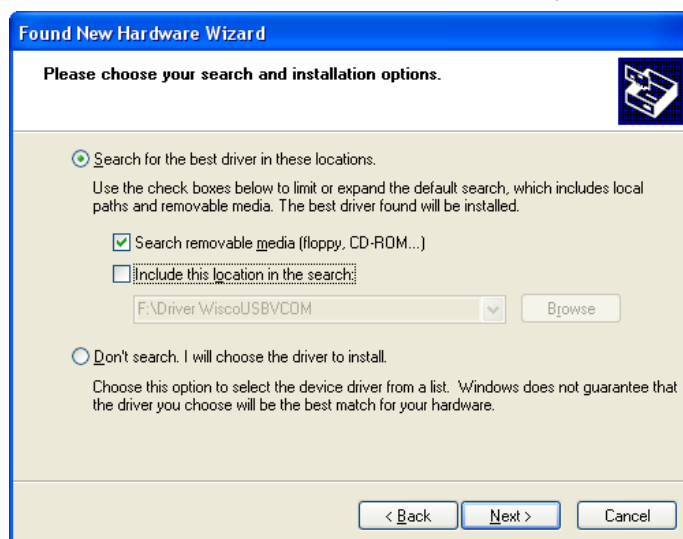 Found New Hardware Wizard
Please choose your search and installation options.
Search for the best driver in these locations.
Use the check boxes below to limit or expand the default search, which includes local
paths and removable media. The best driver found will be installed.
Search removable media (floppy, CD-ROM...)
Include this location in the search:
F:\Driver WiscoUSBVCOM
Browse
Don't search. I will choose the driver to install.
Choose this option to select the device driver from a list. Windows does not guarantee that
the driver you choose will be the best match for your hardware.
< Back
Next >
Cancel